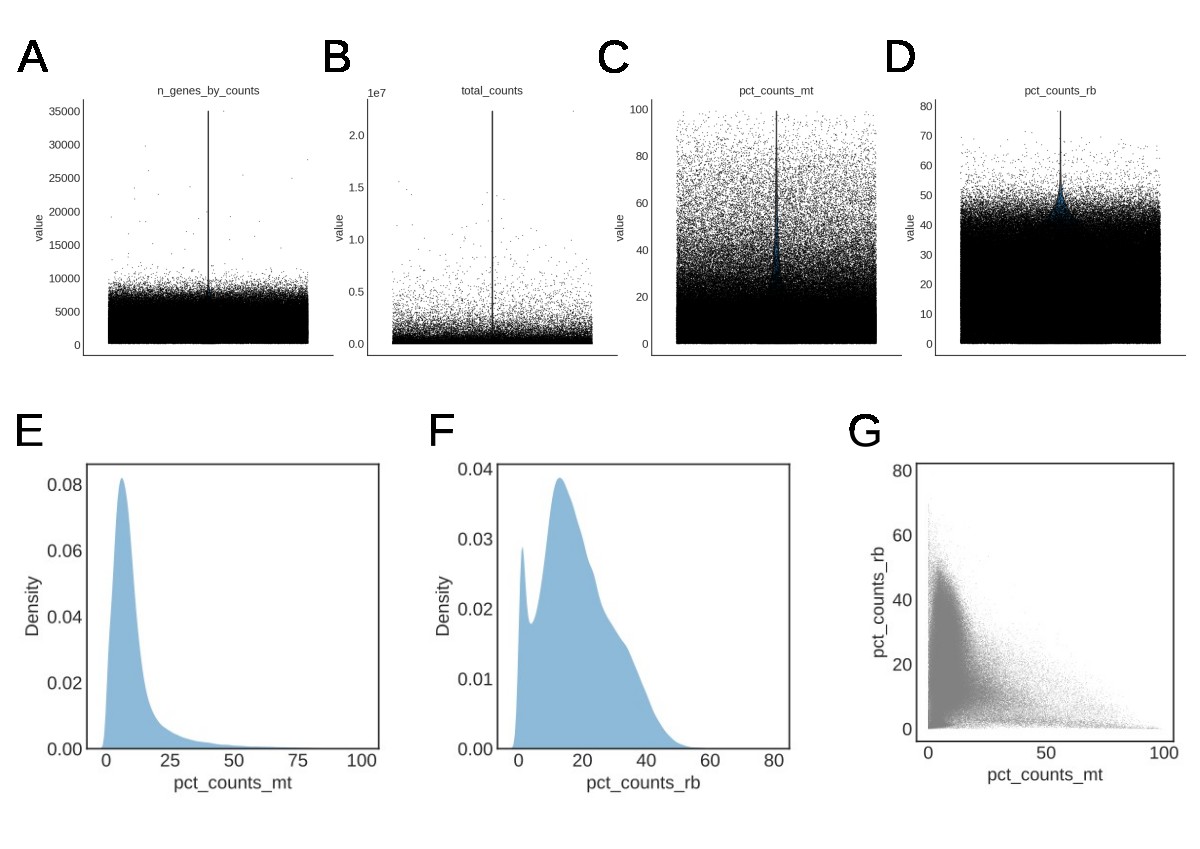 A
B
C
D
n_genes_by_counts
35000
30000
25000
20000
15000
10000
5000
0
value
total_counts
1e7
2.0
1.5
1.0
0.5
0.0
value
pct_counts_mt
100
80
60
40
20
0
value
pct_counts_rb
80
70
60
50
40
30
20
10
0
value
E
F
G
0.08
0.06
0.04
0.02
0.00
Density
0 25 50 75 100
pct_counts_mt
0.04
0.03
0.02
0.01
0.00
Density
0 20 40 60 80
pct_counts_rb
80
60
40
20
0
pct_counts_rb
0 50 100
pct_counts_mt